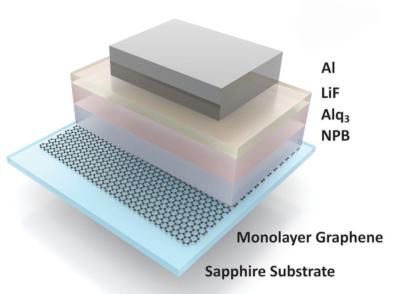 Al
LiF
Alq₃
NPB
Monolayer Graphene
Sapphire Substrate